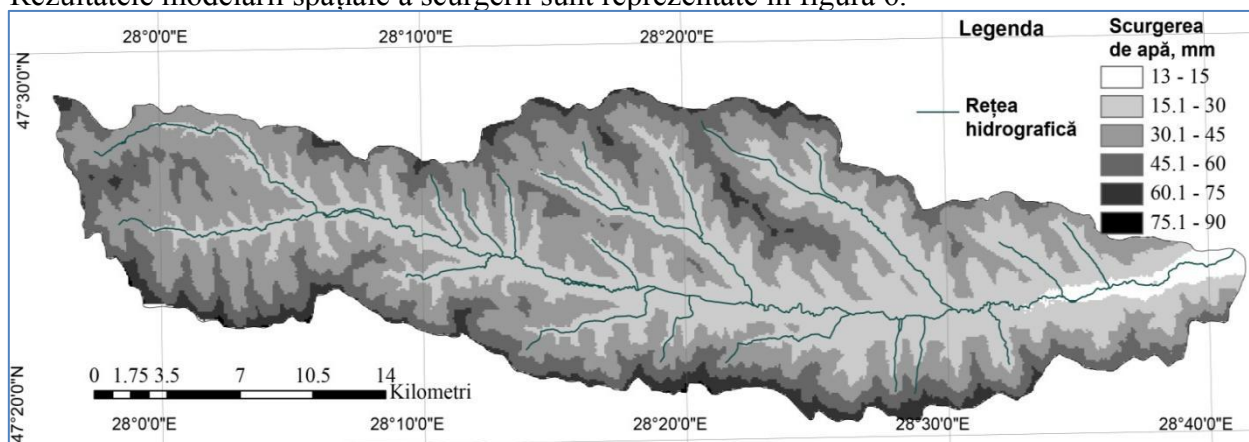 Rezultatele modelării spațiale a scurgerii sunt reprezentate în figura 6.
28°0'0"E
28°10'0"E
28°20'0"E
Legenda
Scurgerea
de apă, mm
13 - 15
15.1 - 30
30.1 - 45
45.1 - 60
60.1 - 75
75.1 - 90
Rețea
hidrografică
47°30'0"N
47°20'0"N
0 1.75 3.5 7 10.5 14
Kilometri
28°0'0"E
28°10'0"E
28°20'0"E
28°30'0"E
28°40'0"E